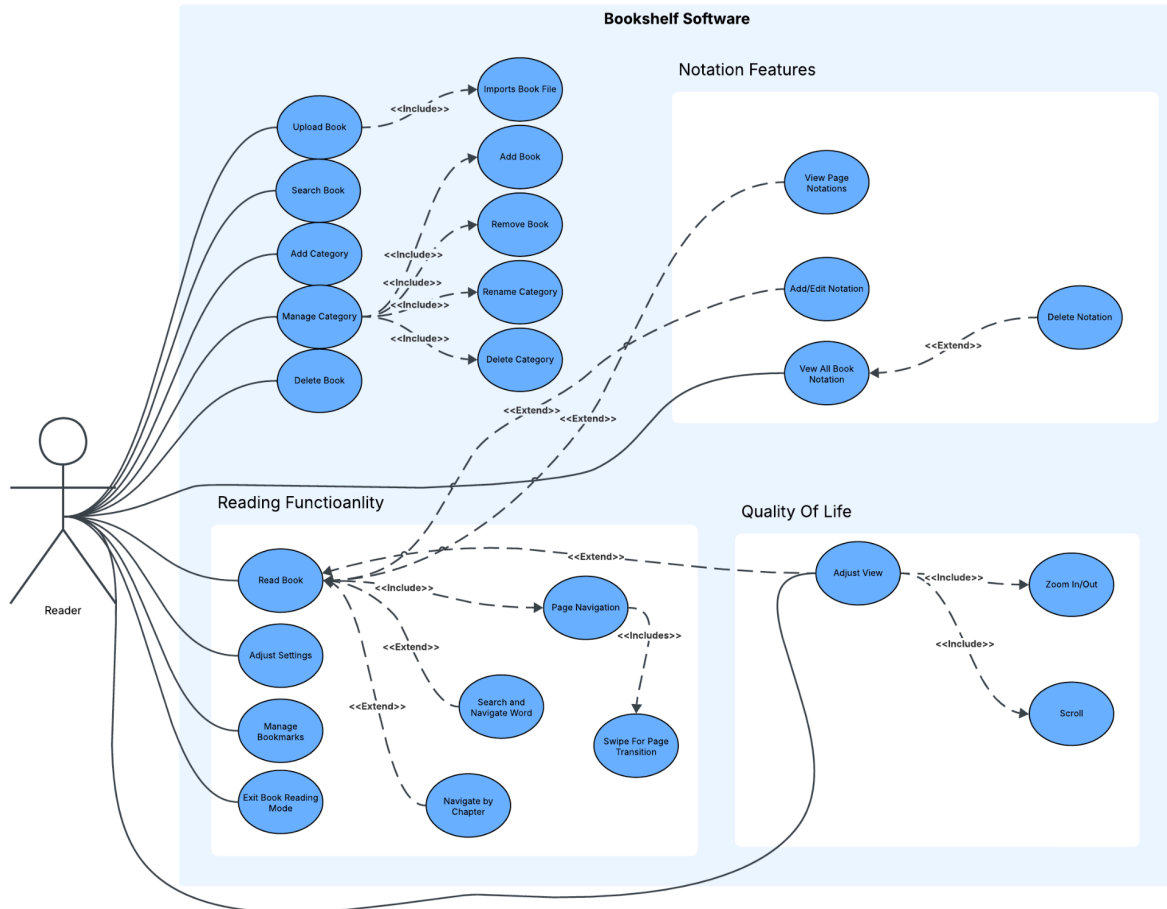 Bookshelf Software
Notation Features
Imports Book File
<<Include>>
Upload Book
Add Book
View Page
Notations
Search Book
Remove Book
Add Category
<<Include>>
<<Include>>
Rename Category
Add/Edit Notation
<<Include>>
Manage Category
Delete Notation
<<Include>>
Delete Category
<<Extend>>
Vew All Book
Notation
Delete Book
<<Extend>>
<<Extend>>
Reading Functioanlity
Quality Of Life
<<Extend>>
Read Book
<<Include>>
Page Navigation
Adjust View
<<Include>>
Zoom In/Out
Reader
<<Includes>>
<<Extend>>
<<Include>>
Adjust Settings
Search and
Navigate Word
<<Extend>>
Scroll
Manage
Bookmarks
Swipe For Page
Transition
Exit Book Reading
Mode
Navigate by
Chapter